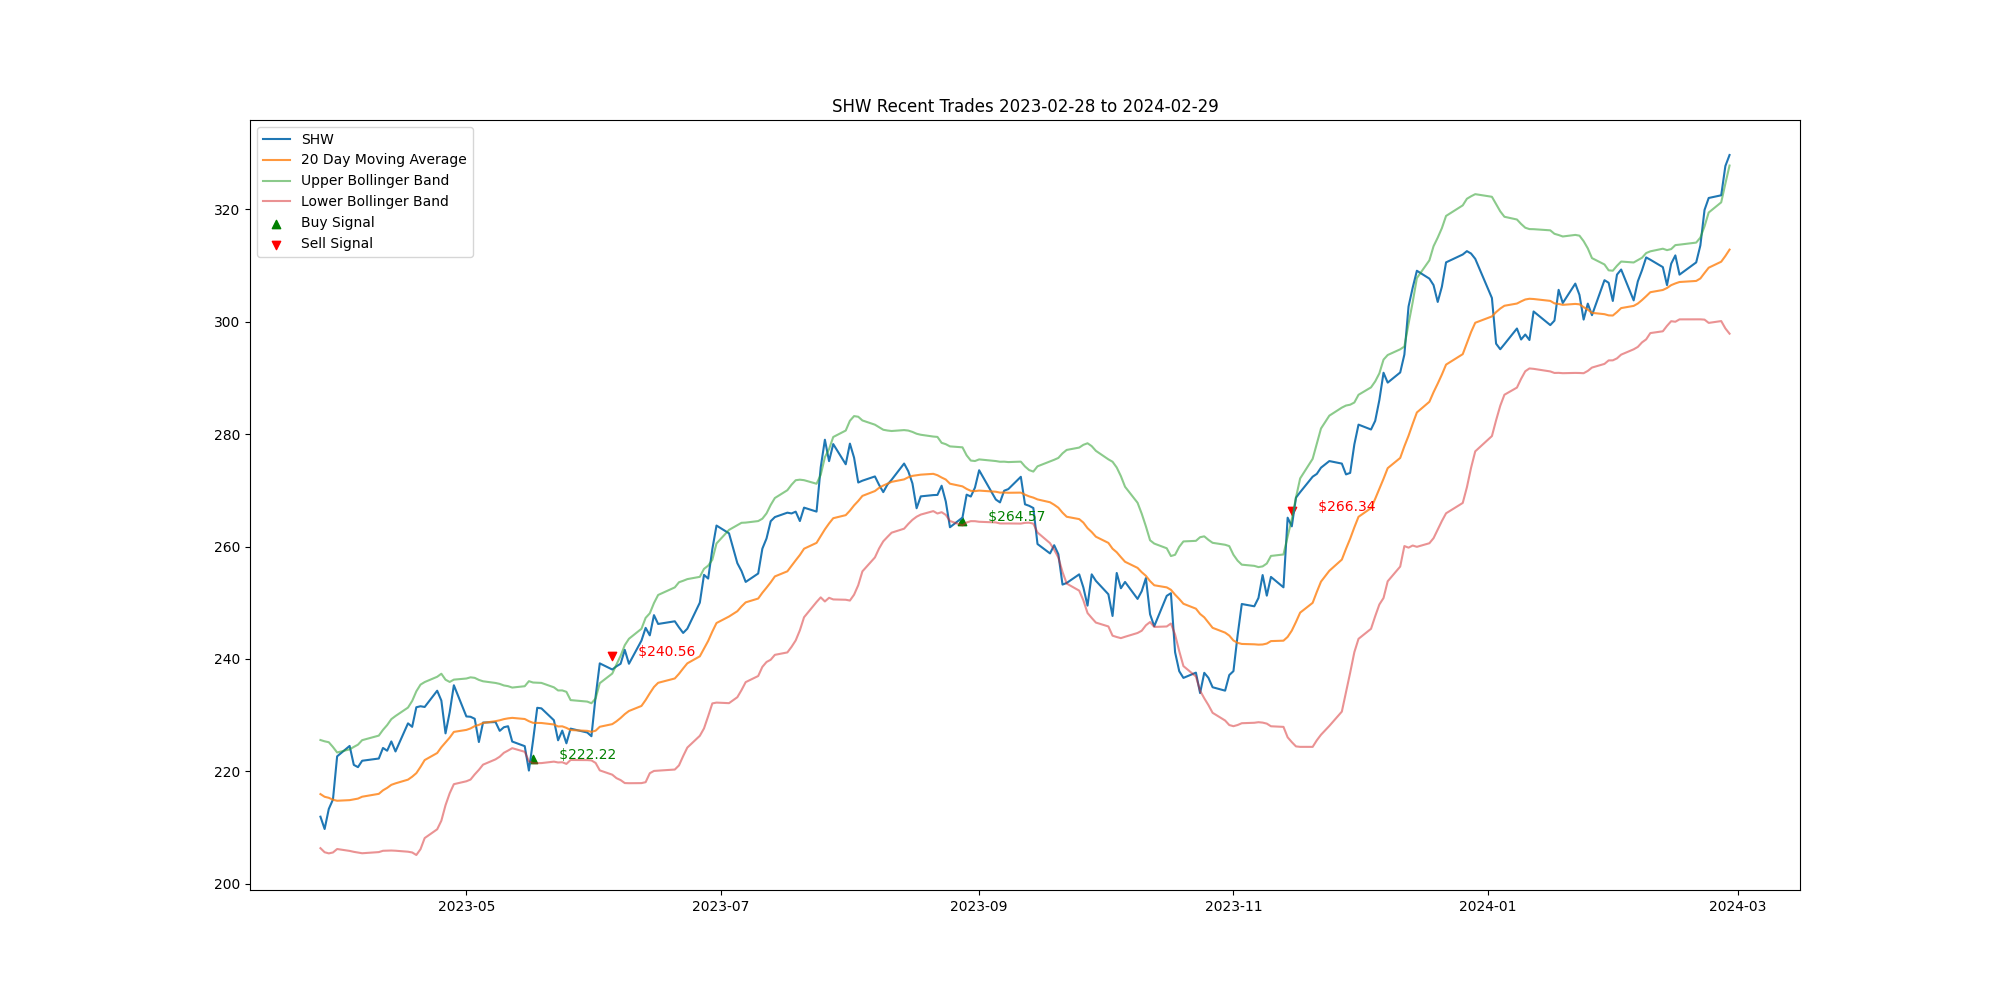 SHW Recent Trades 2023-02-28 to 2024-02-29
SHW
20 Day Moving Average
Upper Bollinger Band
Lower Bollinger Band
Buy Signal
Sell Signal
320
300
280
260
240
220
200
$266.34
$264.57
$240.56
$222.22
2023-05 2023-07 2023-09 2023-11 2024-01 2024-03